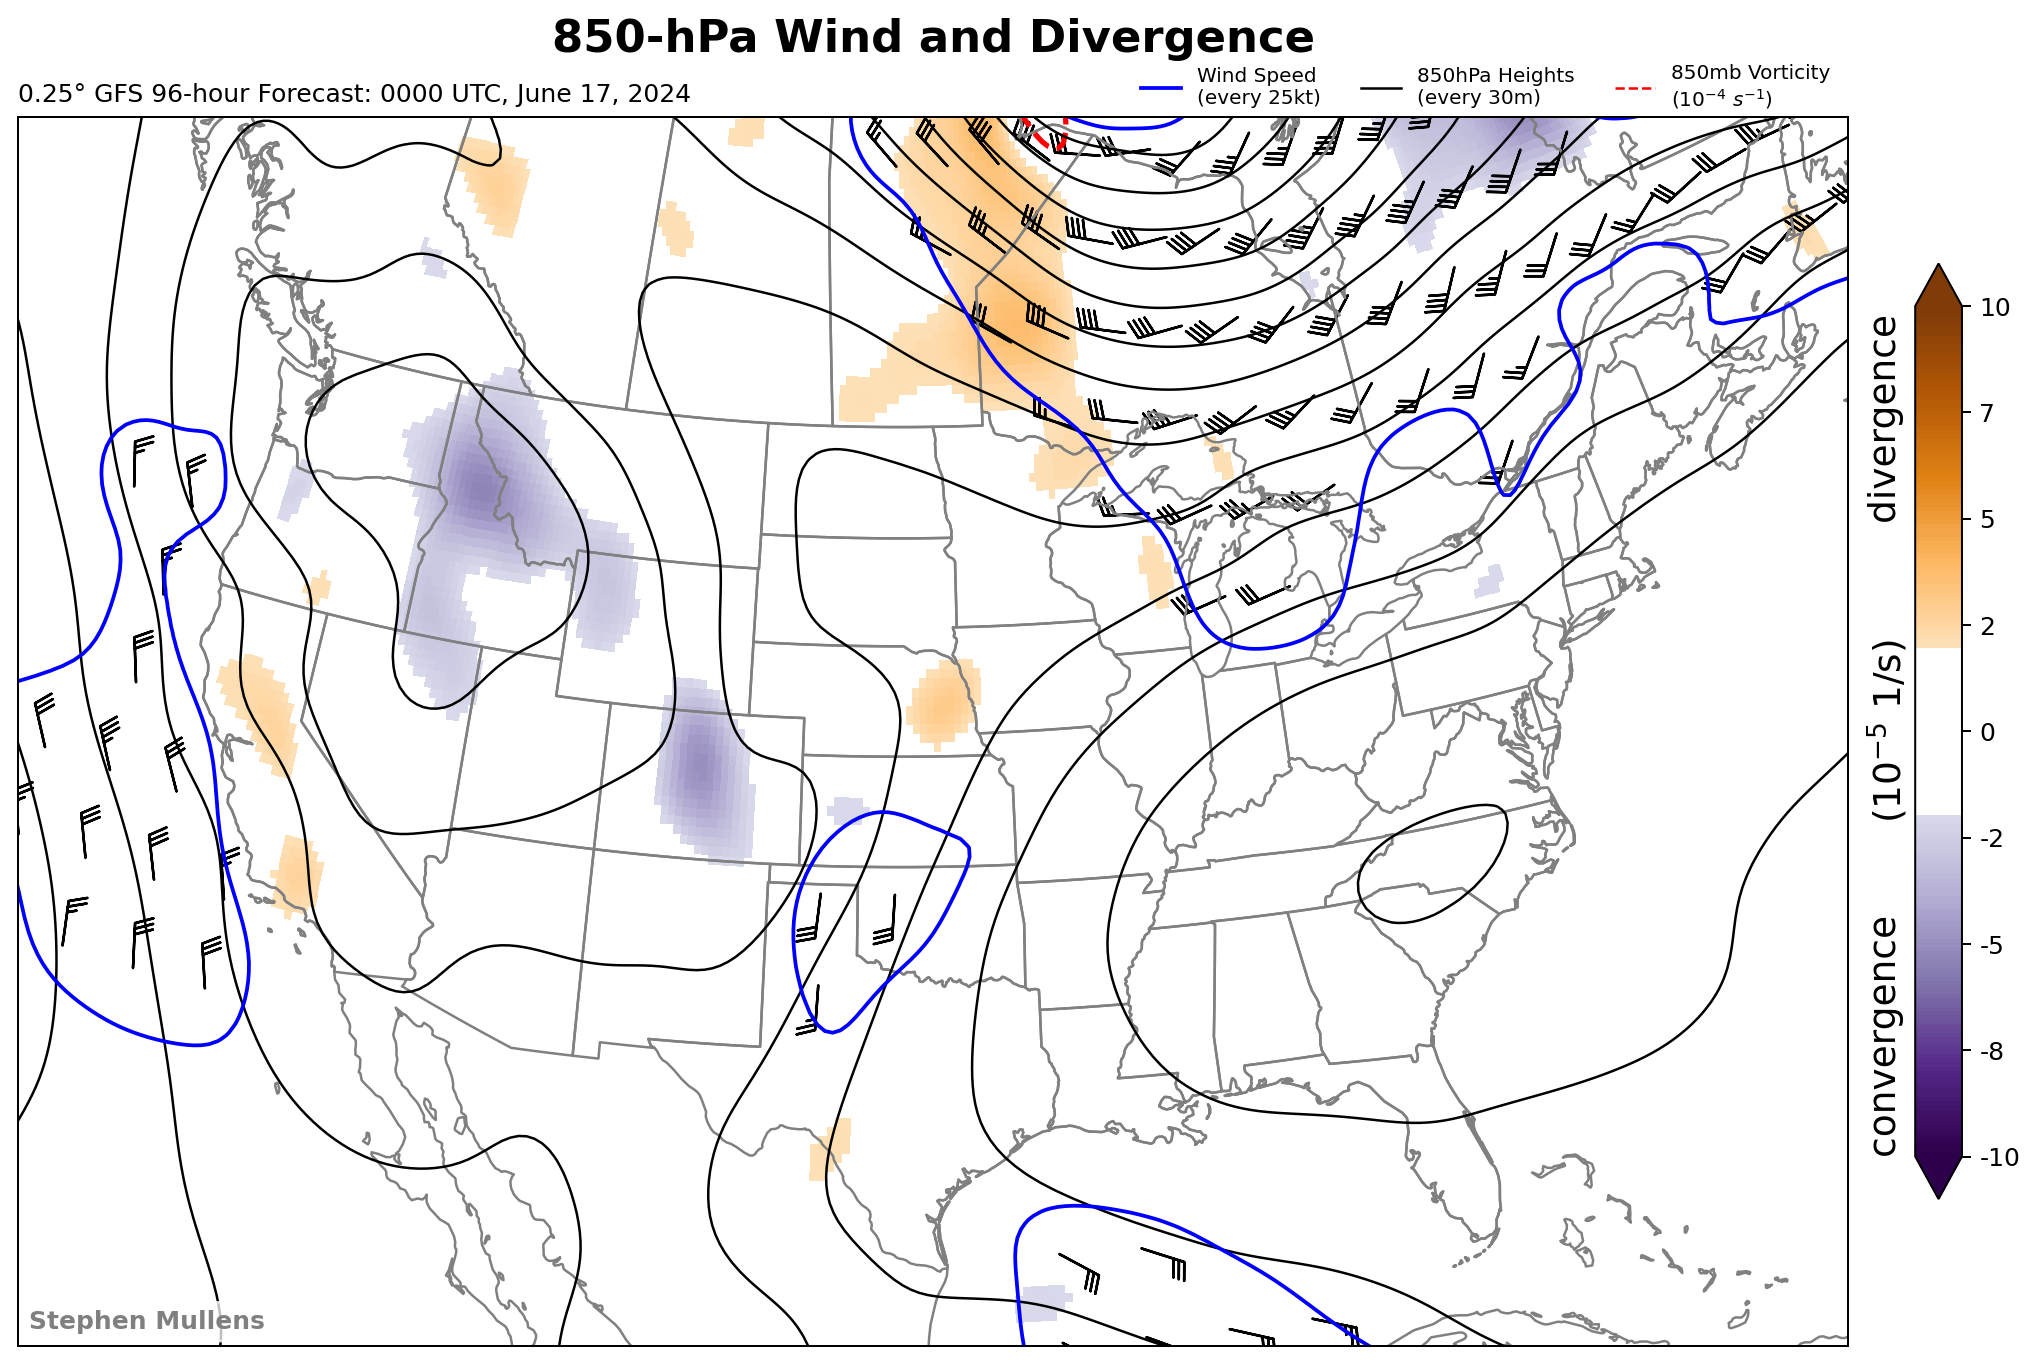 850-hPa Wind and Divergence
0.25° GFS 96-hour Forecast: 0000 UTC, June 17, 2024
Wind Speed
(every 25kt)
850hPa Heights
(every 30m)
850mb Vorticity
(10⁻⁴ s⁻¹)
10
7
5
2
0
-2
-5
-8
-10
convergence (10⁻⁵ 1/s) divergence
Stephen Mullens